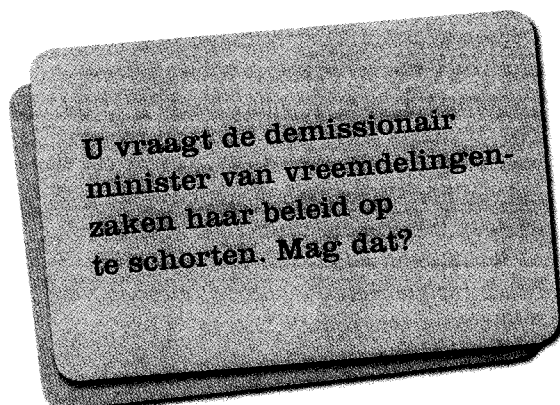 U vraagt de demissionair
minister van vreemdelingen-
zaken haar beleid op
te schorten. Mag dat?